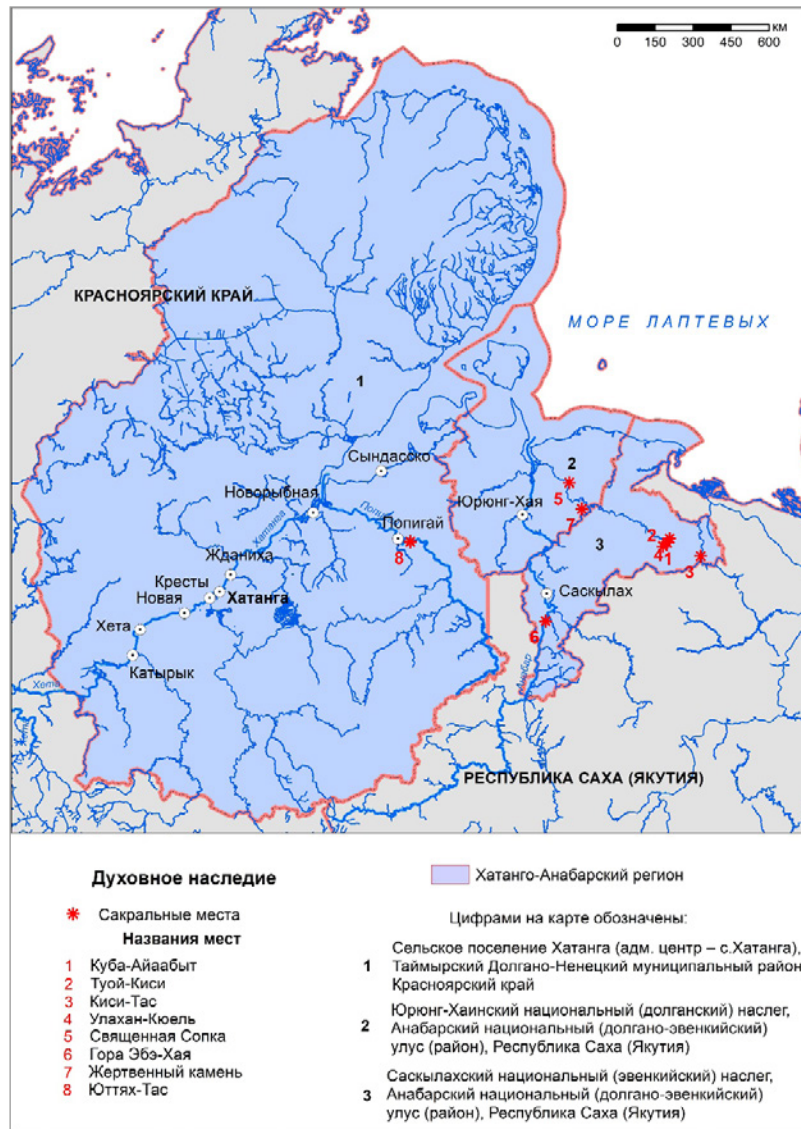 КМ
0 150 300 450 600
КРАСНОЯРСКИЙ КРАЙ
МОРЕ ЛАПТЕВЫХ
1
Сындасско
2
Новорыбная
5
Юрюнг-Хая
7
Попигай
Попигай
Хатанга
8
3
2
4
1
3
Жданиха
Кресты
Хатанга
Новая
Саскылах
Хета
6
Катырык
Хета
Анабар
РЕСПУБЛИКА САХА (ЯКУТИЯ)
Духовное наследие
Сакральные места
Названия мест
1 Куба-Айаабыт
2 Туой-Киси
3 Киси-Тас
4 Улахан-Кюель
5 Священная Сопка
6 Гора Эбэ-Хая
7 Жертвенный камень
8 Юттях-Тас
Хатанго-Анабарский регион
Цифрами на карте обозначены:
Сельское поселение Хатанга (адм. центр – с.Хатанга),
1 Таймырский Долгано-Ненецкий муниципальный район
Красноярский край
Юрюнг-Хаинский национальный (долганский) наслег,
2 Анабарский национальный (долгано-эвенкийский)
улус (район), Республика Саха (Якутия)
Саскылахский национальный (эвенкийский) наслег,
3 Анабарский национальный (долгано-эвенкийский)
улус (район), Республика Саха (Якутия)